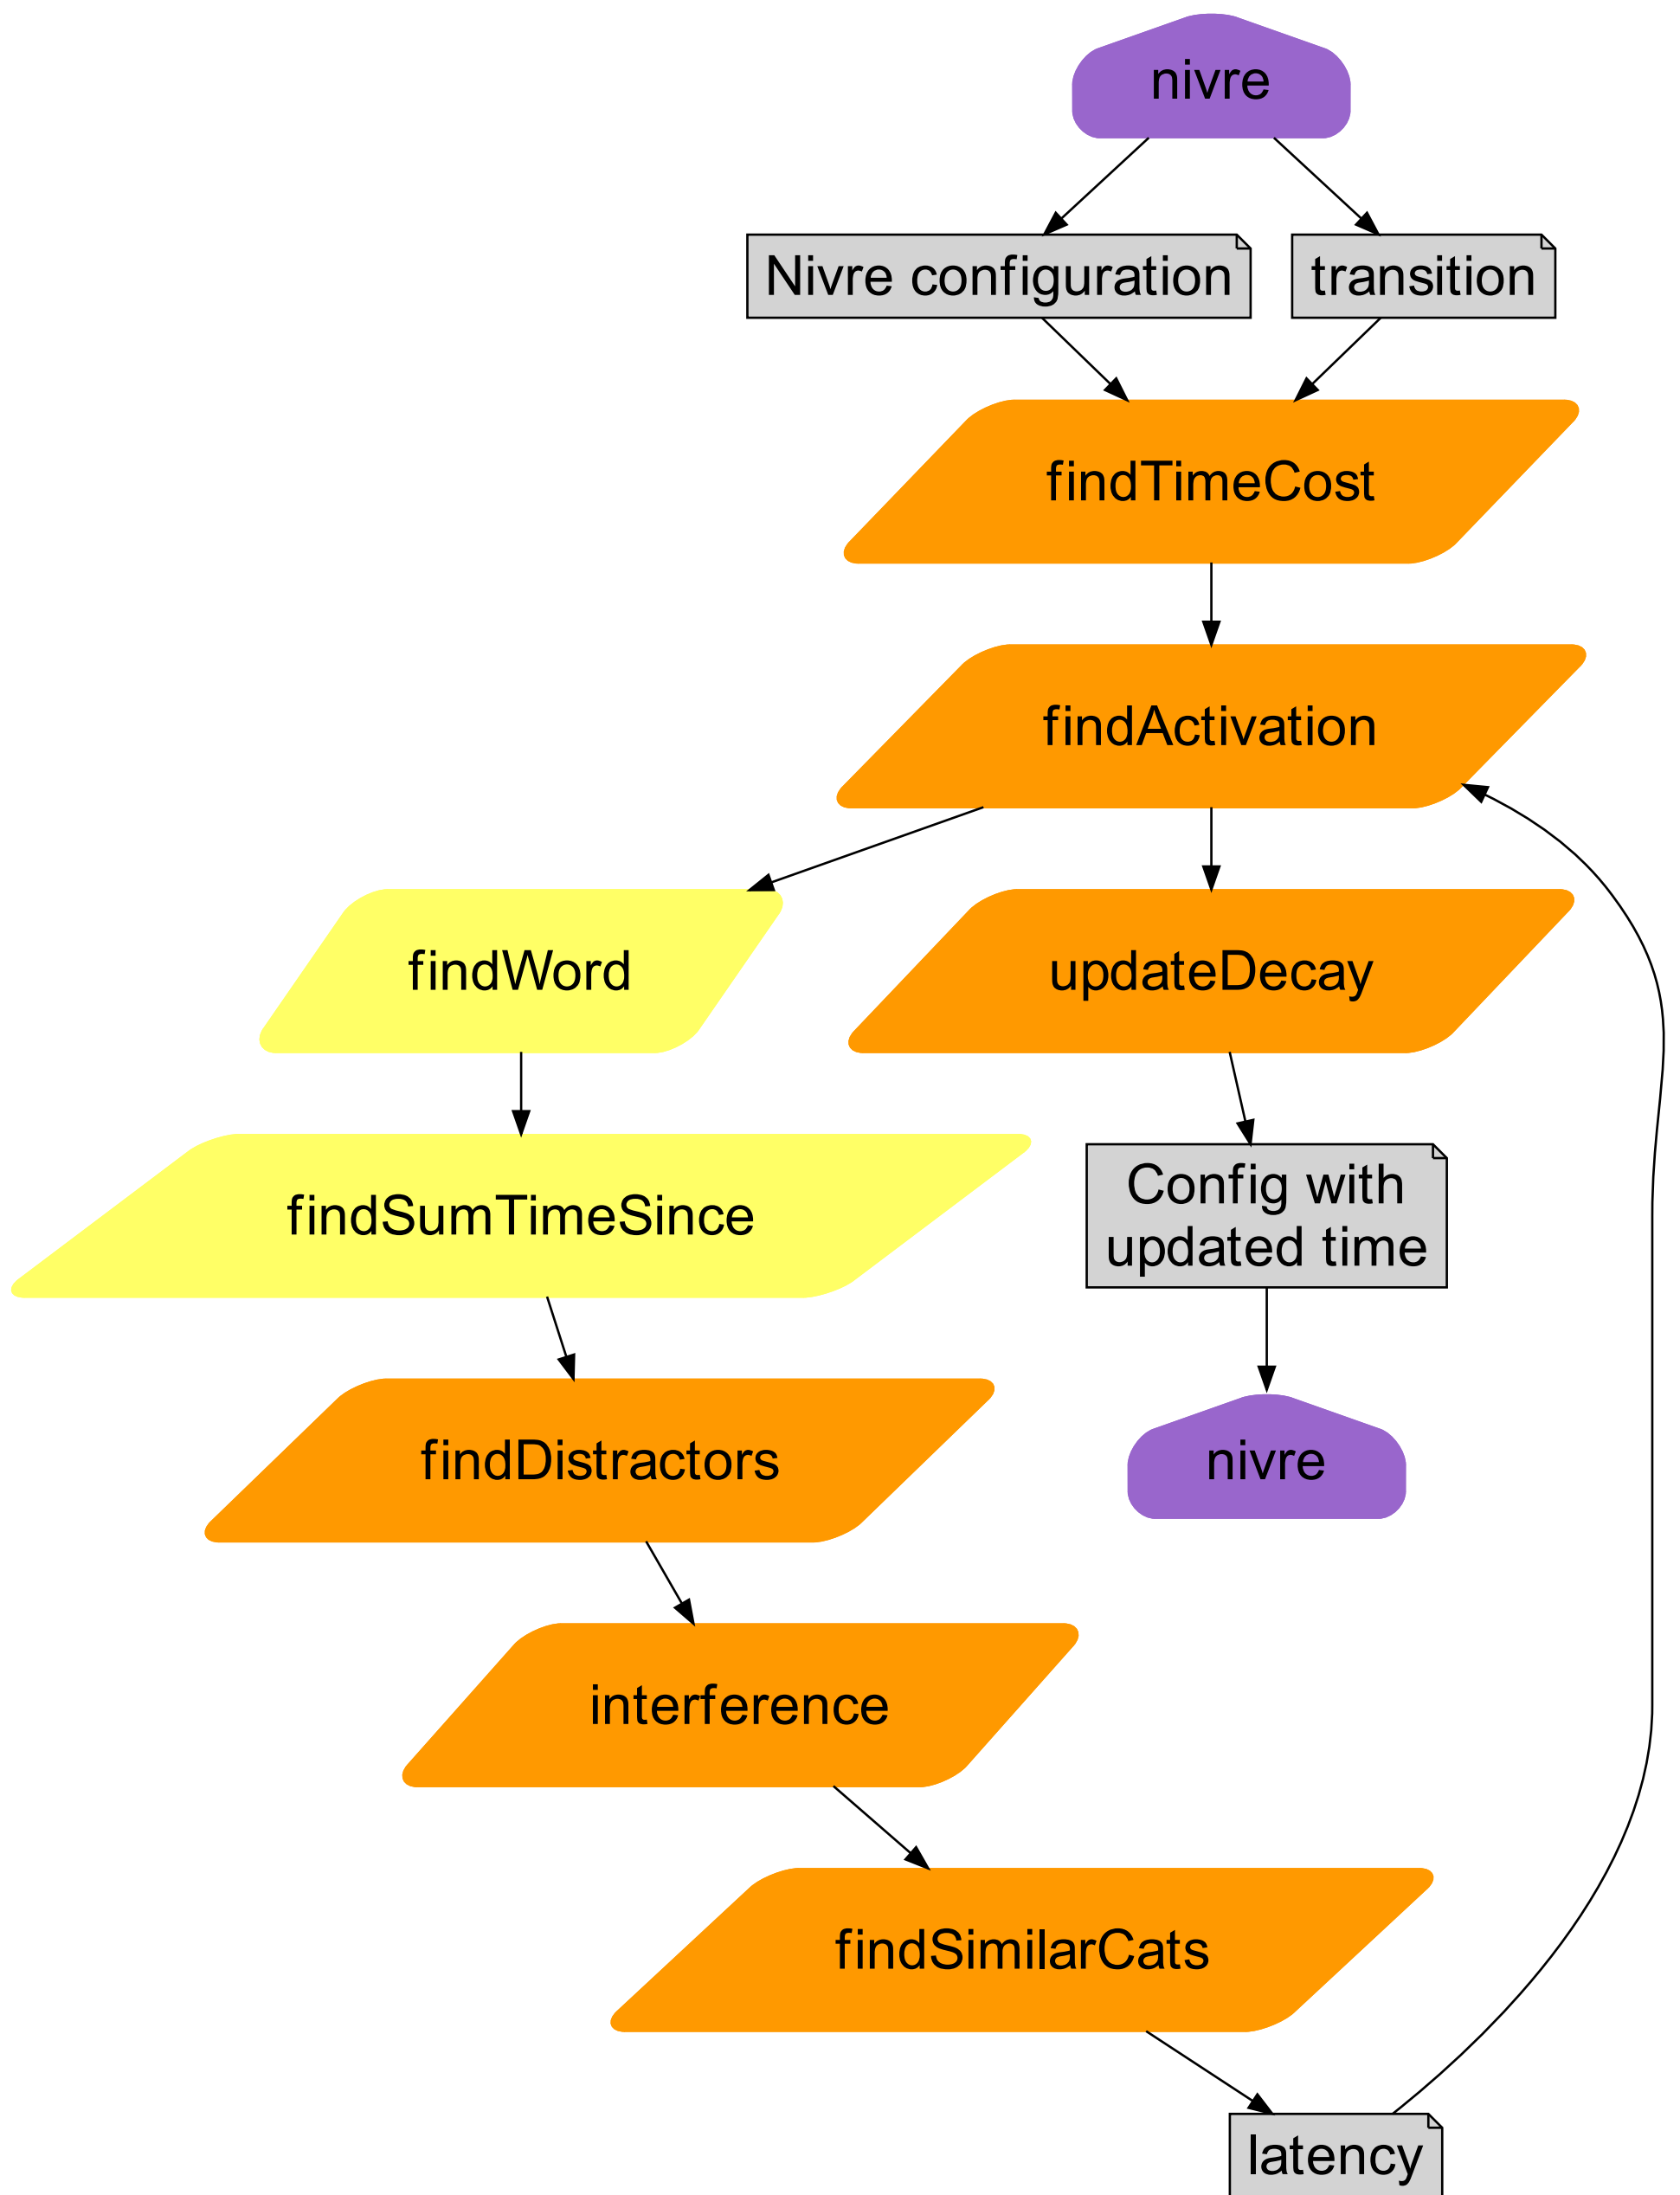 nivre
Nivre configuration
transition
findTimeCost
findActivation
findWord
updateDecay
findSumTimeSince
Config with
updated time
findDistractors
nivre
interference
findSimilarCats
latency